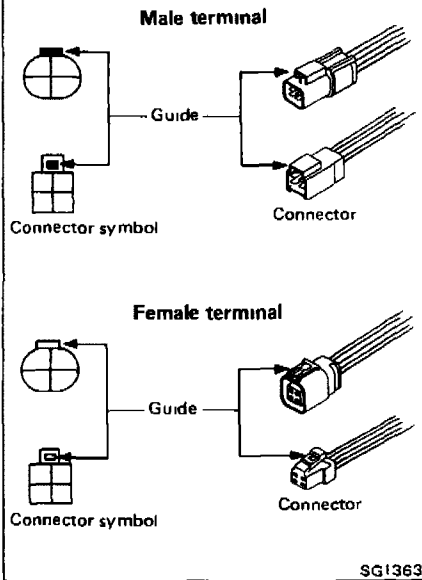 Male terminal
Guide
Connector
Connector symbol
Female terminal
Guide
Connector
Connector symbol
SG1363